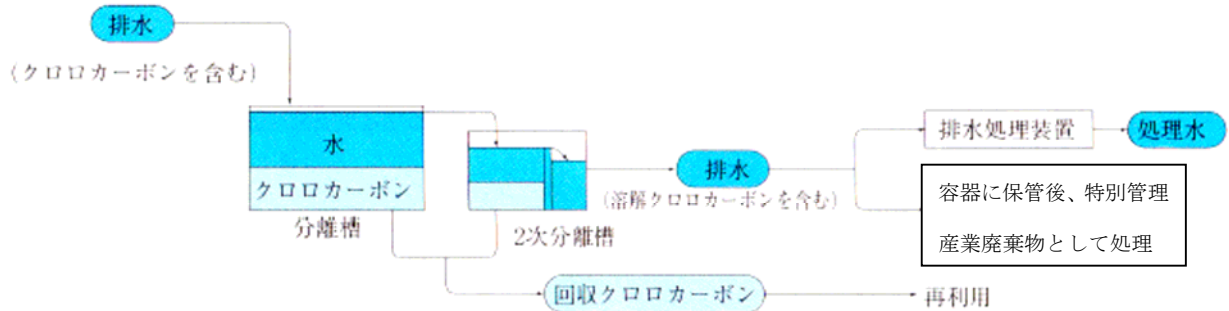 排水
(クロロカーボンを含む)
水
クロロカーボン
分離槽
2次分離槽
排水
(溶解クロロカーボンを含む)
排水処理装置
処理水
容器に保管後、特別管理
産業廃棄物として処理
回収クロロカーボン
再利用